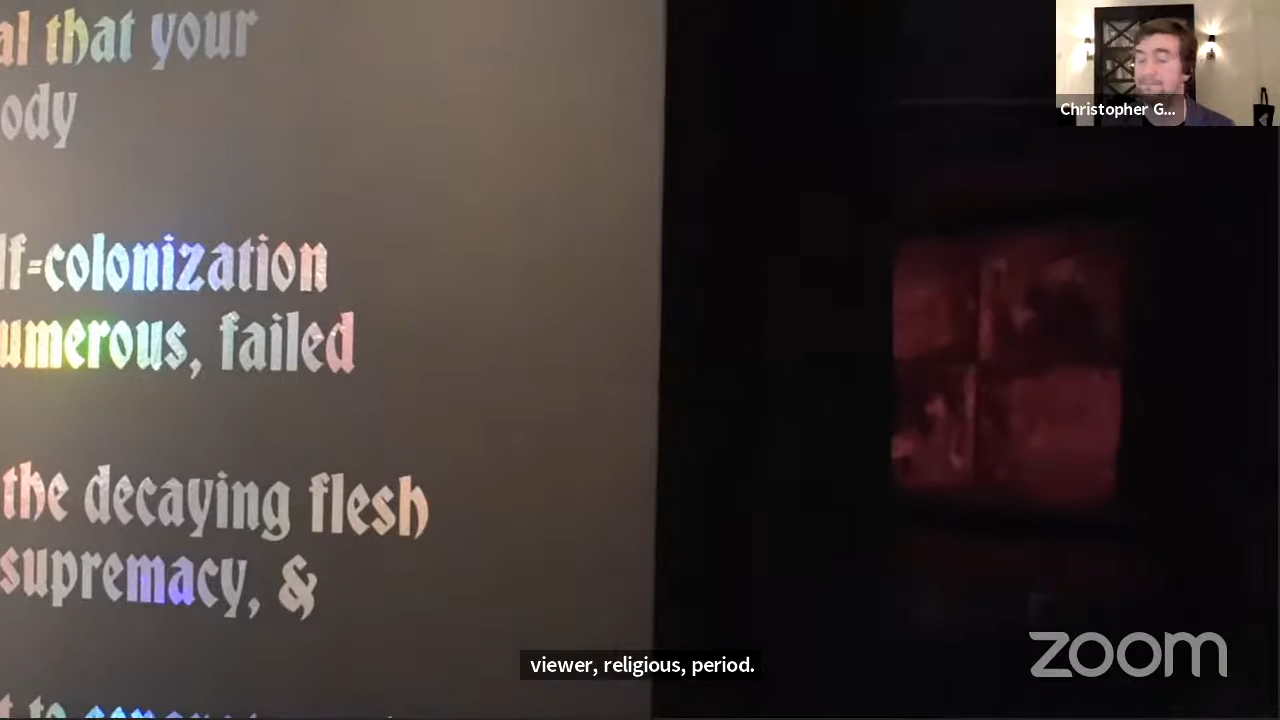 al that your
ody
lf-colonization
umerous, failed
the decaying flesh
supremacy, &
Christopher G...
viewer, religious, period.
zoom